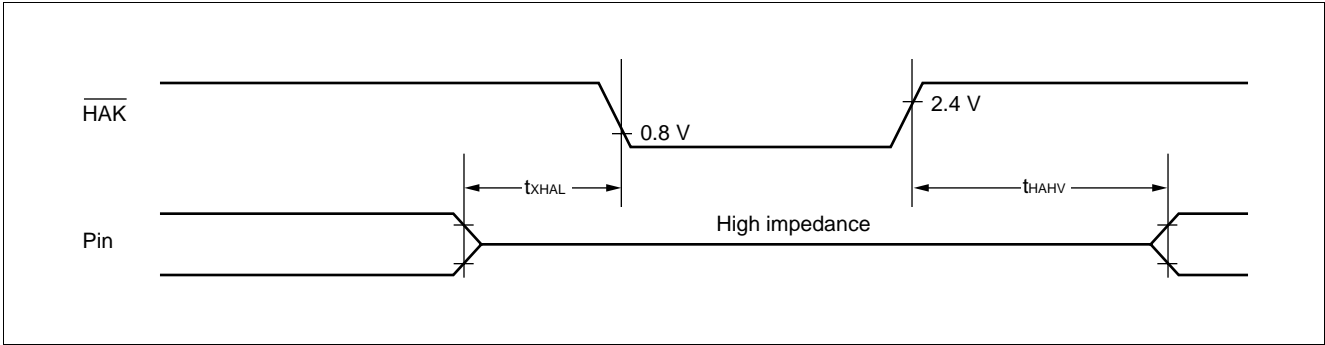 HAK
0.8 V
2.4 V
tXHAL
tHAHV
Pin
High impedance